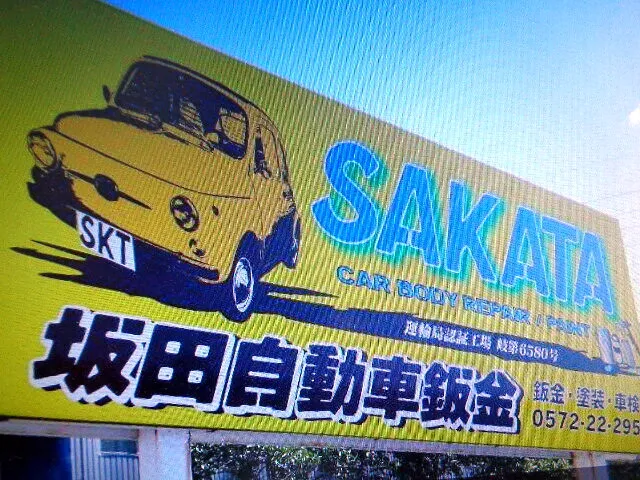 SAKATA
CAR BODY REPAIR / PAINT
SKT
運輸局認証工場 岐第6580号
坂田自動車鈑金
鈑金・塗装・車検
0572-22-295